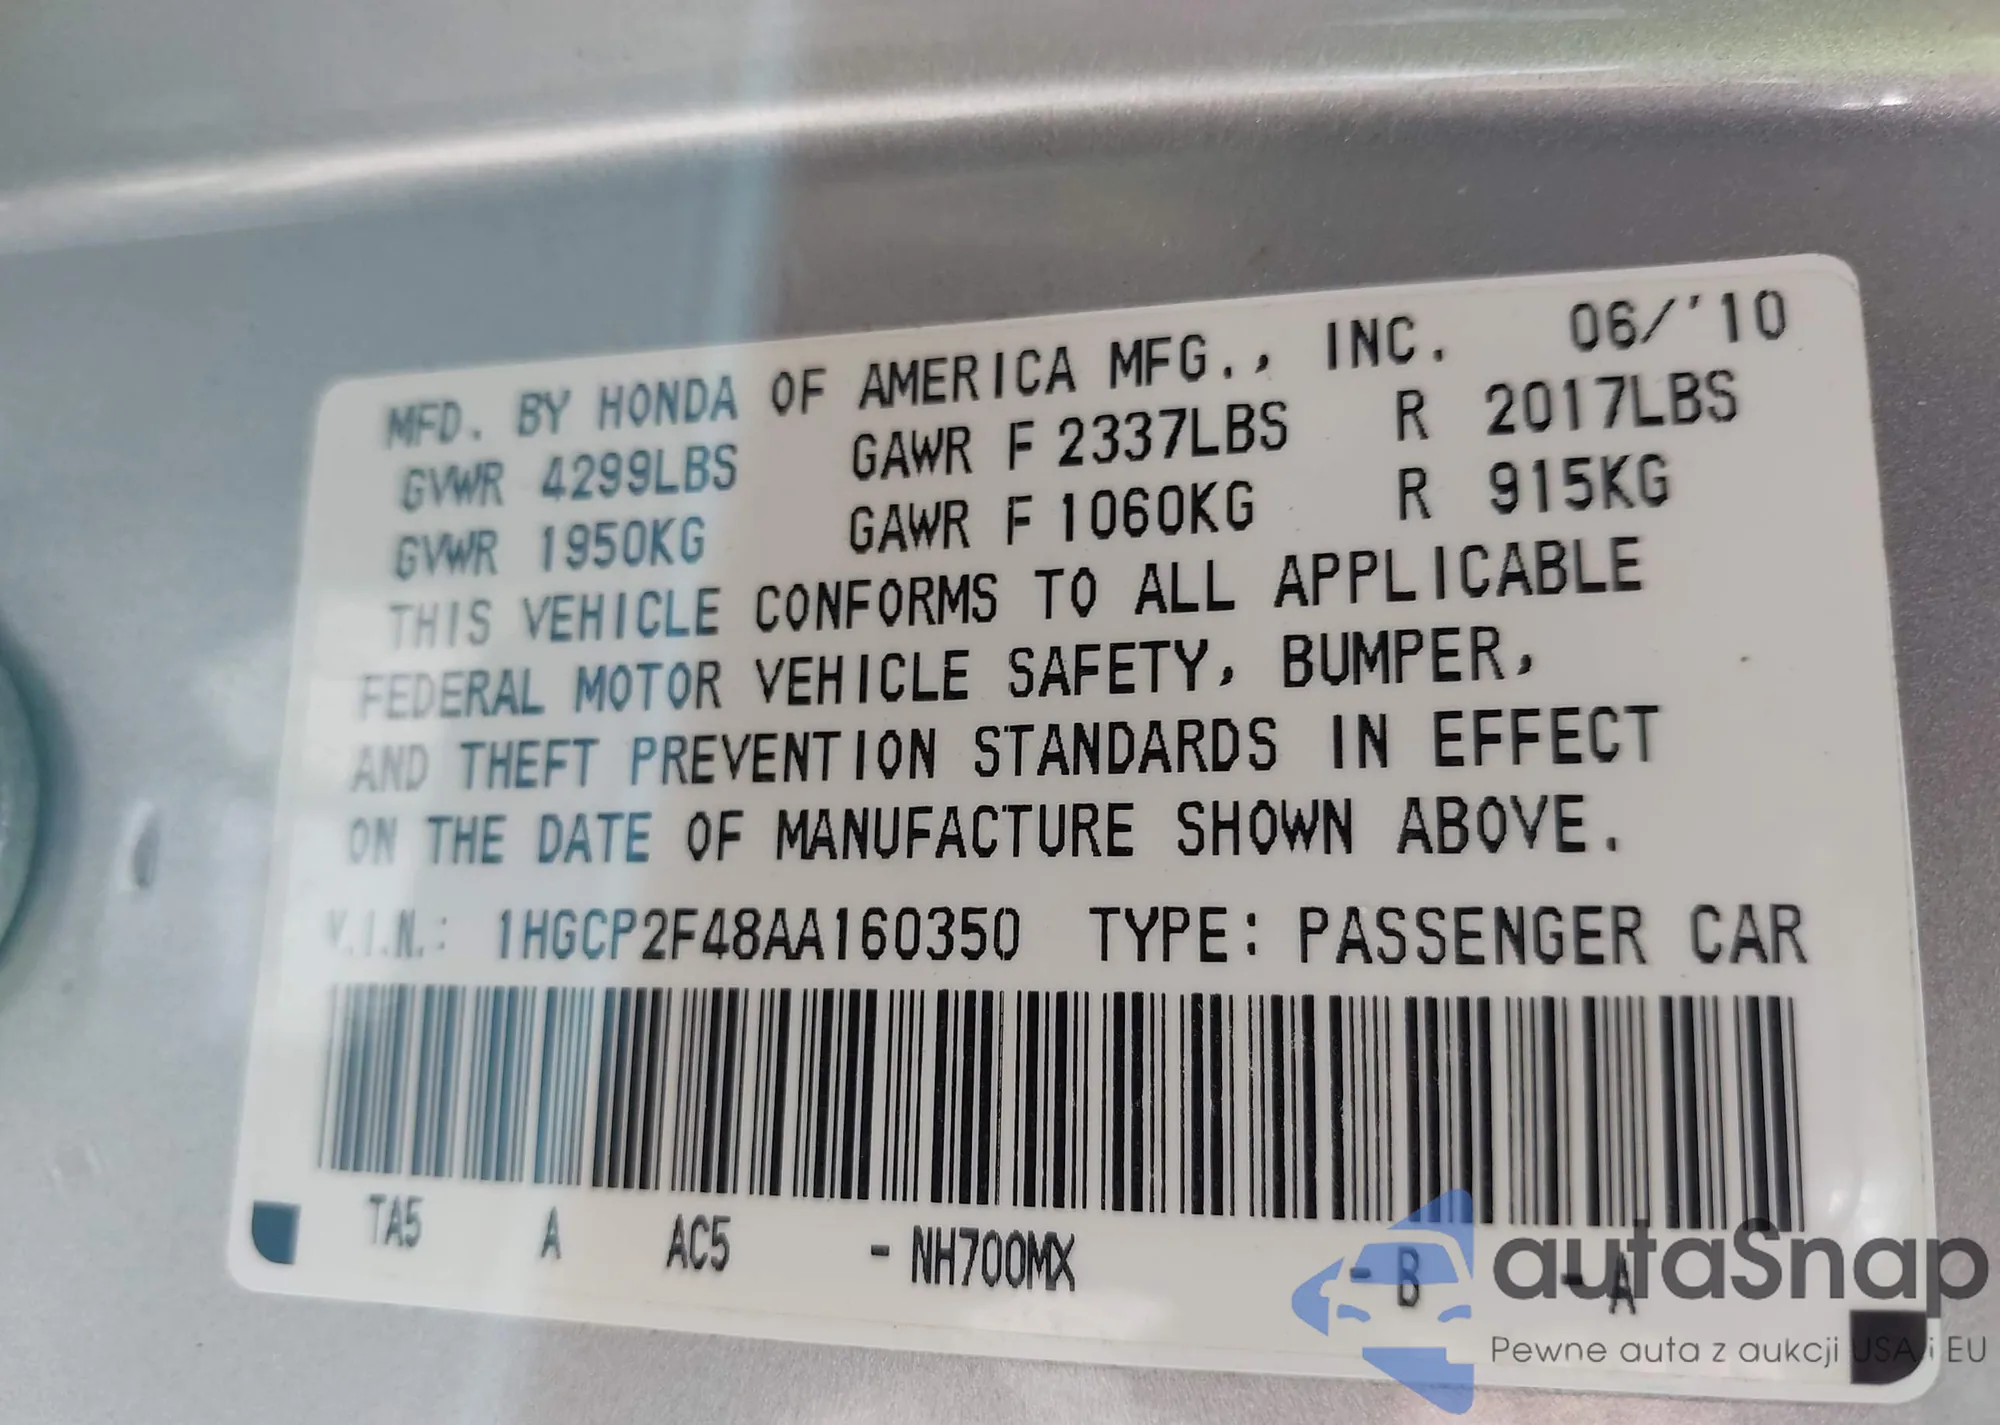 MFD. BY HONDA OF AMERICA MFG., INC. 06/'10
GVWR 4299LBS GAWR F 2337LBS R 2017LBS
GVWR 1950KG GAWR F 1060KG R 915KG
THIS VEHICLE CONFORMS TO ALL APPLICABLE
FEDERAL MOTOR VEHICLE SAFETY, BUMPER,
AND THEFT PREVENTION STANDARDS IN EFFECT
ON THE DATE OF MANUFACTURE SHOWN ABOVE.
V.I.N.: 1HGCP2F48AA160350 TYPE: PASSENGER CAR
TA5 A AC5 - NH700MX - B - A
autaSnap
Pewne auta z aukcji USA i EU